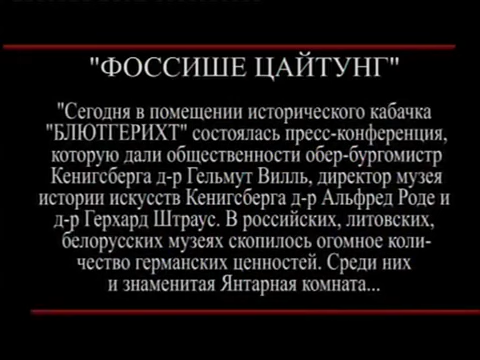 "ФОССИШЕ ЦАЙТУНГ"
"Сегодня в помещении исторического кабачка
"БЛЮТГЕРИХТ" состоялась пресс-конференция,
которую дали общественности обер-бургомистр
Кенигсберга д-р Гельмут Вилль, директор музея
истории искусств Кенигсберга д-р Альфред Роде и
д-р Герхард Штраус. В российских, литовских,
белорусских музеях скопилось огомное коли-
чество германских ценностей. Среди них
и знаменитая Янтарная комната...